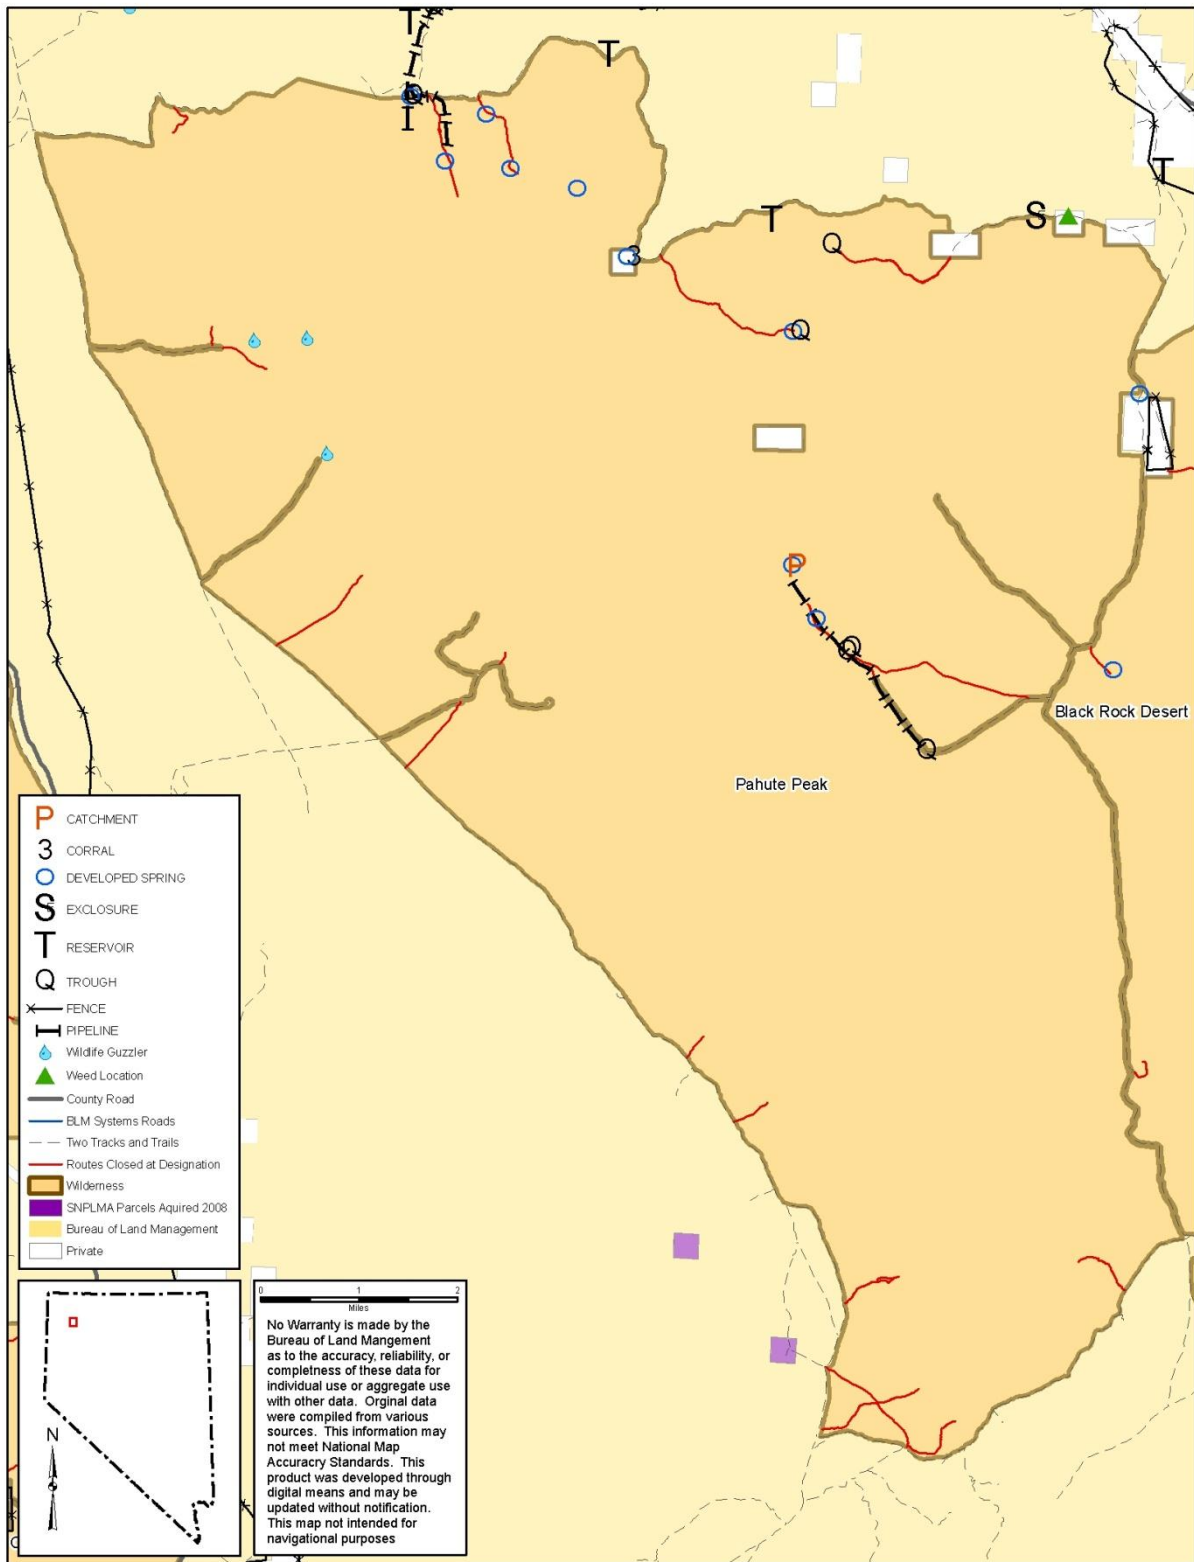 T
T
T
Q
I
I
3
T
Q
S
T
Q
P
Q
Q
Black Rock Desert
Pahute Peak
P CATCHMENT
3 CORRAL
DEVELOPED SPRING
S EXCLOSURE
T RESERVOIR
Q TROUGH
FENCE
PIPELINE
Wildlife Guzzler
Weed Location
County Road
BLM Systems Roads
Two Tracks and Trails
Routes Closed at Designation
Wilderness
SNPLMA Parcels Aquired 2008
Bureau of Land Management
Private
N
0 1 2
Miles
No Warranty is made by the
Bureau of Land Mangement
as to the accuracy, reliability, or
completness of these data for
individual use or aggregate use
with other data. Orginal data
were compiled from various
sources. This information may
not meet National Map
Accuracry Standards. This
product was developed through
digital means and may be
updated without notification.
This map not intended for
navigational purposes